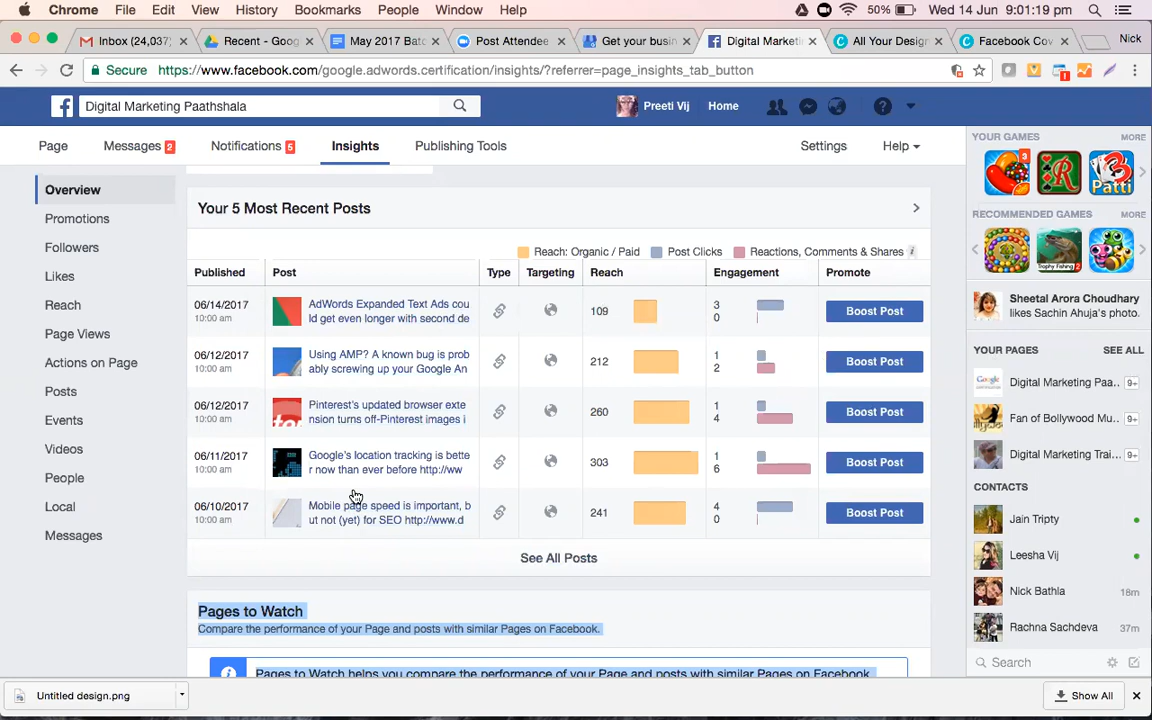 Chrome File Edit View History Bookmarks People Window Help 50% Wed 14 Jun 9:01:19 pm
Inbox (24,037) Recent - Goog May 2017 Batc Post Attendee Get your busin Digital Marketi All Your Design Facebook Cov Nick
Secure https://www.facebook.com/google.adwords.certification/insights/?referrer=page_insights_tab_button
Digital Marketing Paathshala Preeti Vij Home
Page Messages 2 Notifications 5 Insights Publishing Tools Settings Help
YOUR GAMES MORE
Overview
Promotions
Followers
Likes
Reach
Page Views
Actions on Page
Posts
Events
Videos
People
Local
Messages
Your 5 Most Recent Posts
Reach: Organic / Paid Post Clicks Reactions, Comments & Shares i
Published Post Type Targeting Reach Engagement Promote
06/14/2017 AdWords Expanded Text Ads cou 109 3 Boost Post
10:00 am ld get even longer with second de 0
06/12/2017 Using AMP? A known bug is prob 212 1 Boost Post
10:00 am ably screwing up your Google An 2
06/12/2017 Pinterest's updated browser exte 260 1 Boost Post
10:00 am nsion turns off-Pinterest images i 4
06/11/2017 Google's location tracking is bette 303 1 Boost Post
10:00 am r now than ever before http://ww 6
06/10/2017 Mobile page speed is important, b 241 4 Boost Post
10:00 am ut not (yet) for SEO http://www.d 0
See All Posts
Pages to Watch
Compare the performance of your Page and posts with similar Pages on Facebook.
Pages to Watch helps you compare the performance of your Page and posts with similar Pages on Facebook.
3
R
3
Patti
RECOMMENDED GAMES MORE
Sheetal Arora Choudhary
likes Sachin Ahuja's photo.
YOUR PAGES SEE ALL
Digital Marketing Paa.. 9+
Fan of Bollywood Mu.. 9+
Digital Marketing Trai.. 9+
CONTACTS
Jain Tripty
Leesha Vij
Nick Bathla 18m
Rachna Sachdeva 37m
Search
Untitled design.png Show All